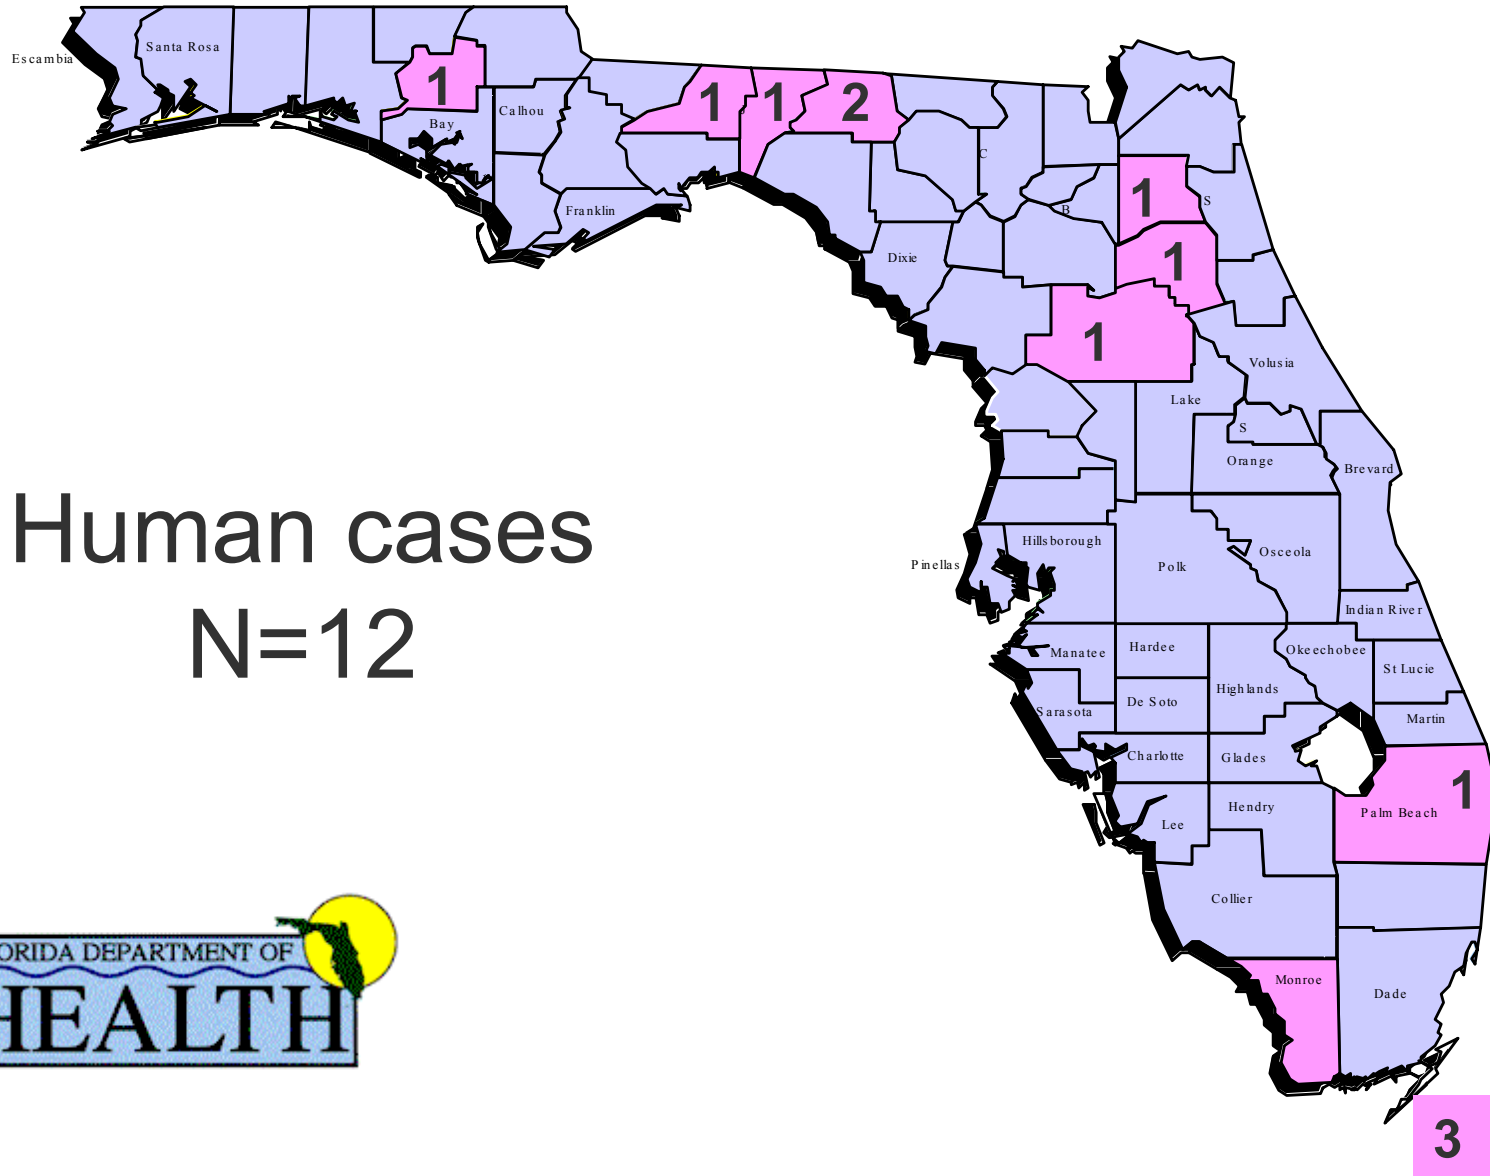 Escambia
Santa Rosa
1
Calhou
Bay
1
1
2
C
Franklin
1
S
B
Dixie
1
1
Volusia
Lake
S
Orange
Brevard
Human cases
N=12
Hillsborough
Pinellas
Polk
Osceola
Indian River
Manatee
Hardee
Okeechobee
St Lucie
Highlands
De Soto
Sarasota
Martin
Charlotte
Glades
1
Palm Beach
Hendry
Lee
Collier
ORIDA DEPARTMENT OF
HEALTH
Monroe
Dade
3